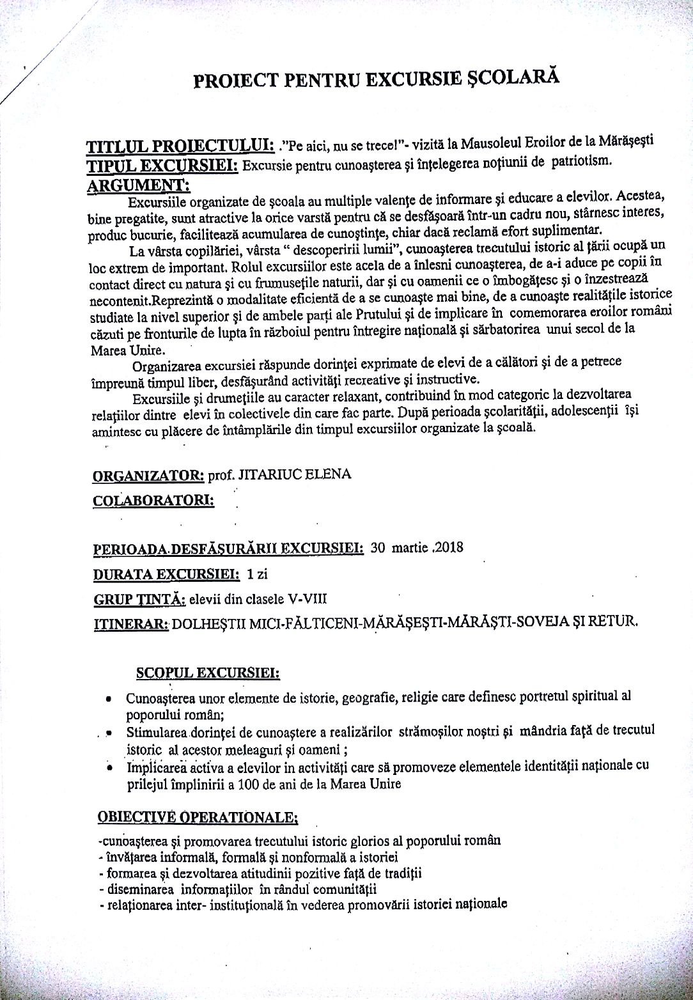 PROIECT PENTRU EXCURSIE ŞCOLARĂ
TITLUL PROIECTULUI: .”Pe aici, nu se trece!”- vizită la Mausoleul Eroilor de la Mărăşeşti
TIPUL EXCURSIEI: Excursie pentru cunoaşterea şi înţelegerea noţiunii de patriotism.
ARGUMENT:
Excursiile organizate de şcoala au multiple valenţe de informare şi educare a elevilor. Acestea,
bine pregatite, sunt atractive la orice varstă pentru că se desfăşoară într-un cadru nou, stârnesc interes,
produc bucurie, facilitează acumularea de cunoştinţe, chiar dacă reclamă efort suplimentar.
La vârsta copilăriei, vârsta “ descoperirii lumii”, cunoaşterea trecutului istoric al ţării ocupă un
loc extrem de important. Rolul excursiilor este acela de a înlesni cunoaşterea, de a-i aduce pe copii în
contact direct cu natura şi cu frumuseţile naturii, dar şi cu oamenii ce o îmbogăţesc şi o înzestrează
necontenit.Reprezintă o modalitate eficientă de a se cunoaşte mai bine, de a cunoaşte realităţile istorice
studiate la nivel superior şi de ambele parţi ale Prutului şi de implicare în comemorarea eroilor români
căzuti pe fronturile de lupta în războiul pentru întregire naţională şi sărbatorirea unui secol de la
Marea Unire.
Organizarea excursiei răspunde dorinţei exprimate de elevi de a călători şi de a petrece
împreună timpul liber, desfăşurând activităţi recreative şi instructive.
Excursiile şi drumeţiile au caracter relaxant, contribuind în mod categoric la dezvoltarea
relaţiilor dintre elevi în colectivele din care fac parte. După perioada şcolarităţii, adolescenţii îşi
amintesc cu plăcere de întâmplările din timpul excursiilor organizate la şcoală.
ORGANIZATOR: prof. JITARIUC ELENA
COLABORATORI:
PERIOADA DESFĂŞURĂRII EXCURSIEI: 30 martie .2018
DURATA EXCURSIEI: 1 zi
GRUP ŢINTĂ: elevii din clasele V-VIII
ITINERAR: DOLHEŞTII MICI-FĂLTICENI-MĂRĂŞEŞTI-MĂRĂŞTI-SOVEJA ŞI RETUR.
SCOPUL EXCURSIEI:
• Cunoaşterea unor elemente de istorie, geografie, religie care definesc portretul spiritual al
poporului român;
• Stimularea dorinţei de cunoaştere a realizărilor strămoşilor noştri şi mândria faţă de trecutul
istoric al acestor meleaguri şi oameni ;
• Implicarea activa a elevilor in activităţi care să promoveze elementele identităţii naţionale cu
prilejul împlinirii a 100 de ani de la Marea Unire
OBIECTIVE OPERAŢIONALE:
-cunoaşterea şi promovarea trecutului istoric glorios al poporului român
- învăţarea informală, formală şi nonformală a istoriei
- formarea şi dezvoltarea atitudinii pozitive faţă de tradiţii
- diseminarea informaţiilor în rândul comunităţii
- relaţionarea inter- instituţională în vederea promovării istoriei naţionale